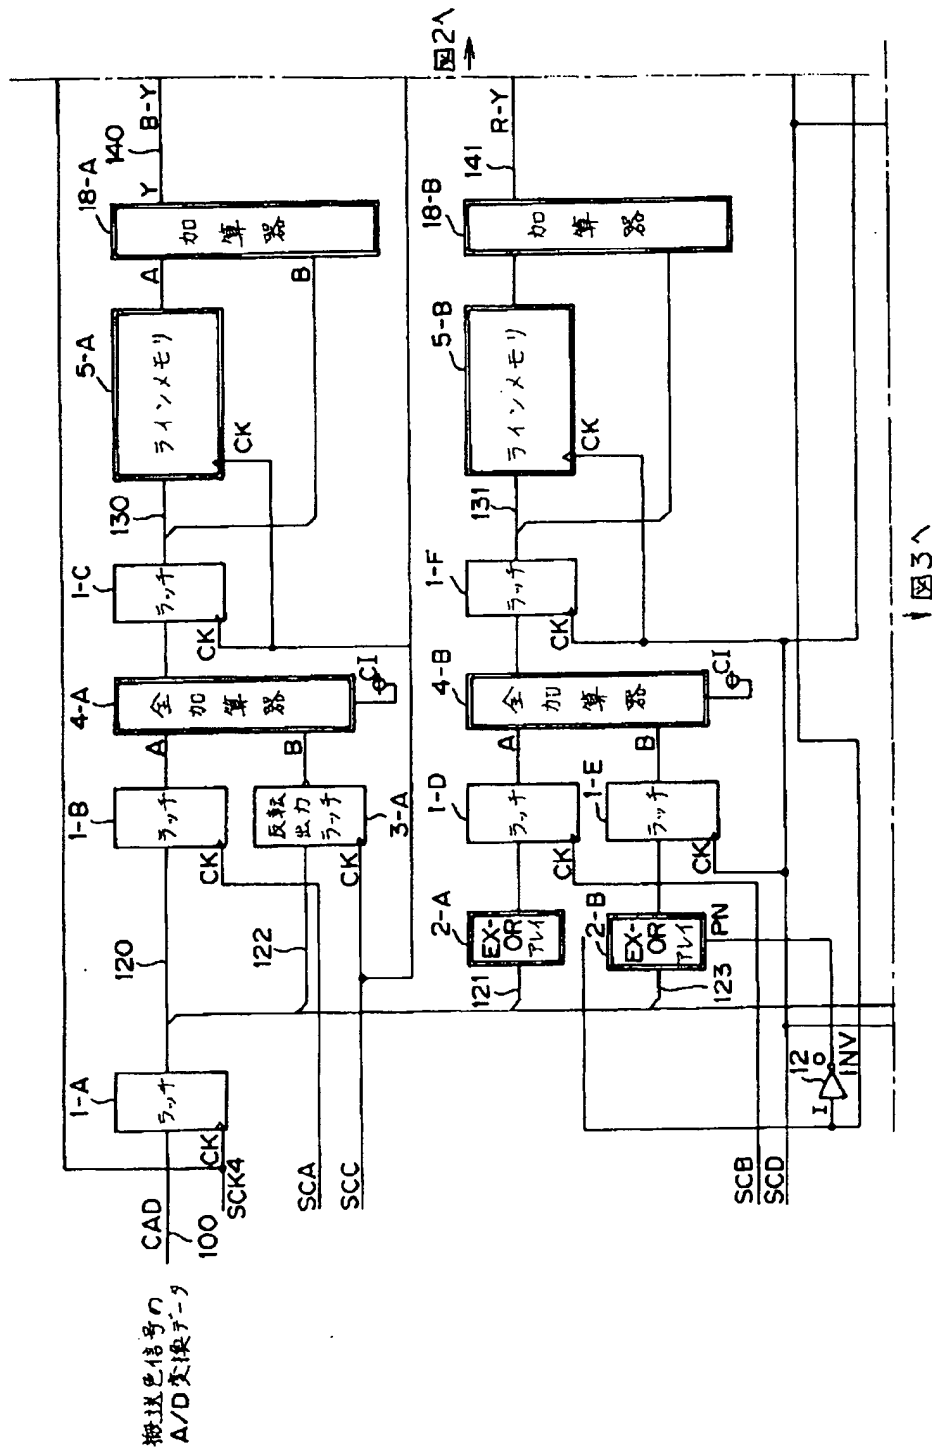 搬送色信号の
A/D変換データ
CAD
100
SCK4
CK
1-A
ラッチ
120
1-B
ラッチ
CK
A
4-A
全加算器
CI
1-C
ラッチ
CK
130
5-A
ラインメモリ
CK
A
B
18-A
加算器
Y
140
B-Y
図2へ
122
反転
出力
ラッチ
3-A
CK
B
SCA
SCC
121
2-A
EX-
OR
アレイ
1-D
ラッチ
CK
A
4-B
全加算器
CI
1-F
ラッチ
CK
131
5-B
ラインメモリ
CK
18-B
加算器
141
R-Y
123
2-B
EX-
OR
アレイ
PN
1-E
ラッチ
CK
B
SCB
SCD
12
I
O
INV
図3へ